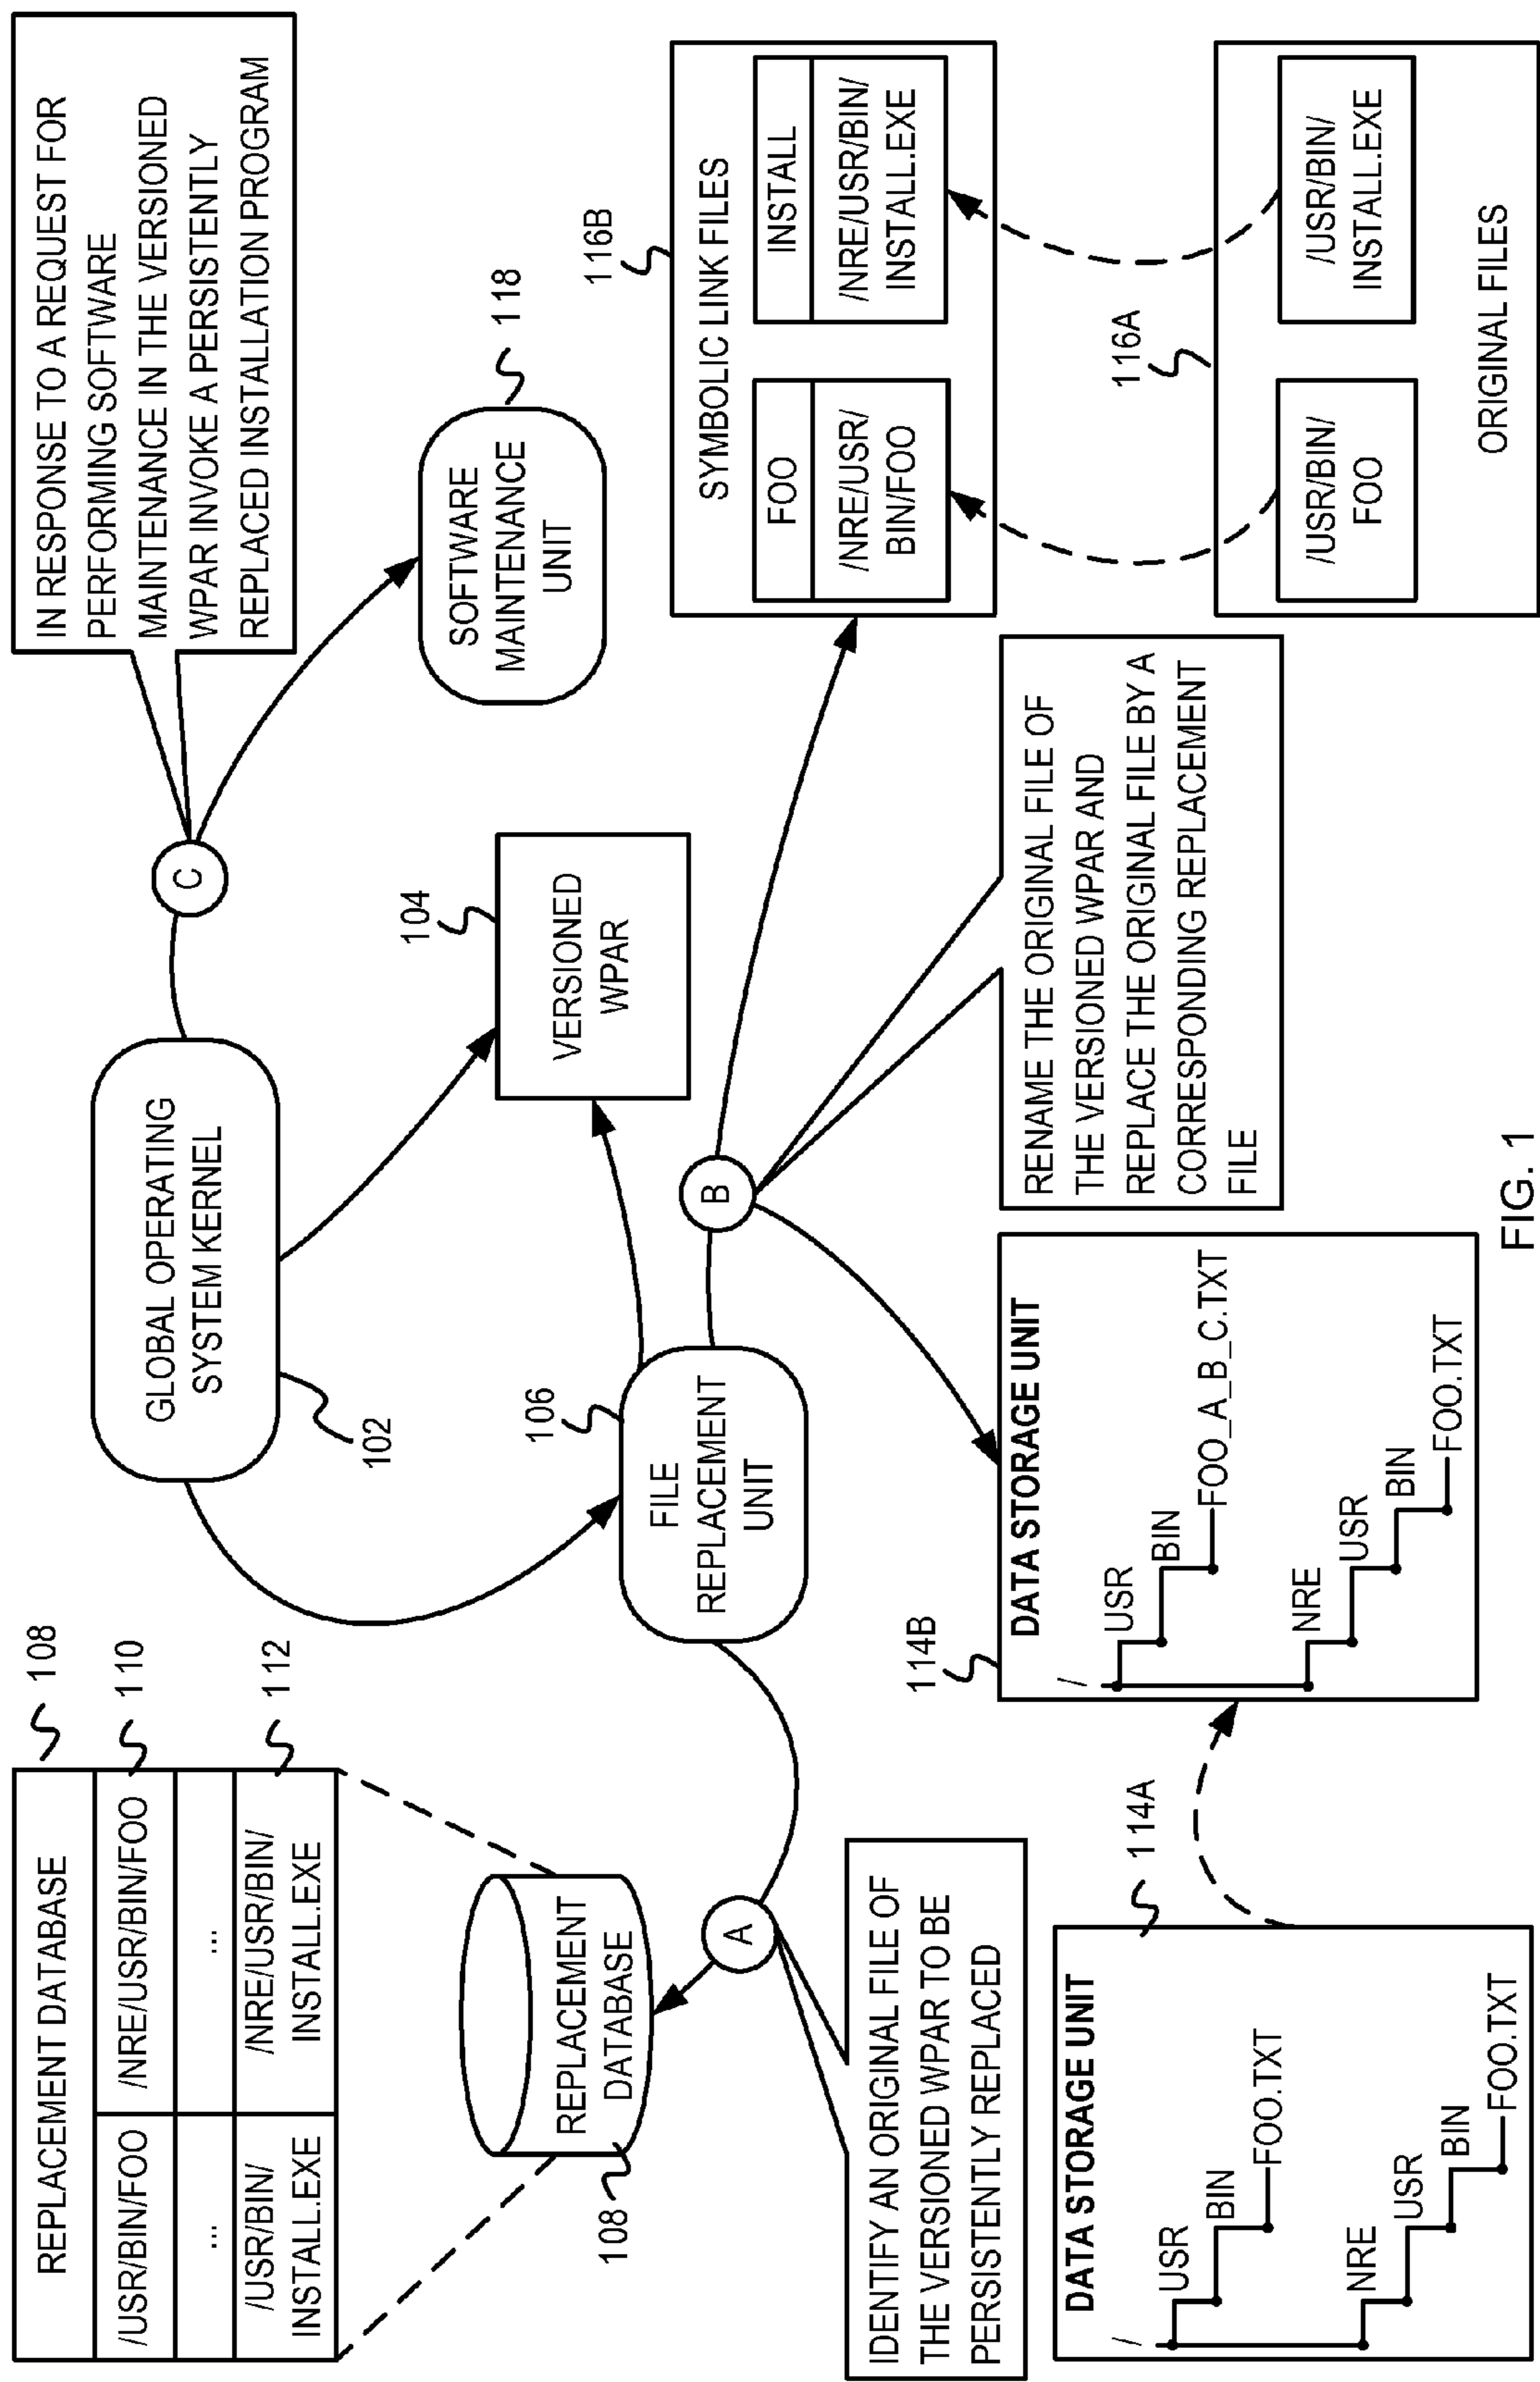 REPLACEMENT DATABASE
/USR/BIN/FOO
/NRE/USR/BIN/FOO
...
...
/USR/BIN/
INSTALL.EXE
/NRE/USR/BIN/
INSTALL.EXE
108
110
112
GLOBAL OPERATING
SYSTEM KERNEL
102
C
IN RESPONSE TO A REQUEST FOR
PERFORMING SOFTWARE
MAINTENANCE IN THE VERSIONED
WPAR INVOKE A PERSISTENTLY
REPLACED INSTALLATION PROGRAM
REPLACEMENT
DATABASE
108
106
FILE
REPLACEMENT
UNIT
104
VERSIONED
WPAR
SOFTWARE
MAINTENANCE
UNIT
118
A
IDENTIFY AN ORIGINAL FILE OF
THE VERSIONED WPAR TO BE
PERSISTENTLY REPLACED
B
RENAME THE ORIGINAL FILE OF
THE VERSIONED WPAR AND
REPLACE THE ORIGINAL FILE BY A
CORRESPONDING REPLACEMENT
FILE
116B
SYMBOLIC LINK FILES
FOO
/NRE/USR/
BIN/FOO
INSTALL
/NRE/USR/BIN/
INSTALL.EXE
114A
DATA STORAGE UNIT
/
USR
BIN
FOO.TXT
NRE
USR
BIN
FOO.TXT
114B
DATA STORAGE UNIT
/
USR
BIN
FOO_A_B_C.TXT
NRE
USR
BIN
FOO.TXT
116A
/USR/BIN/
FOO
/USR/BIN/
INSTALL.EXE
ORIGINAL FILES
FIG. 1